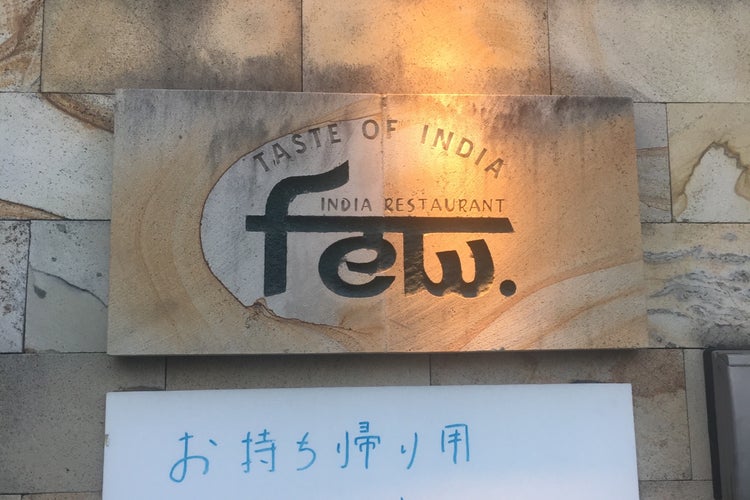 TASTE OF INDIA
INDIA RESTAURANT
few.
お持ち帰り用